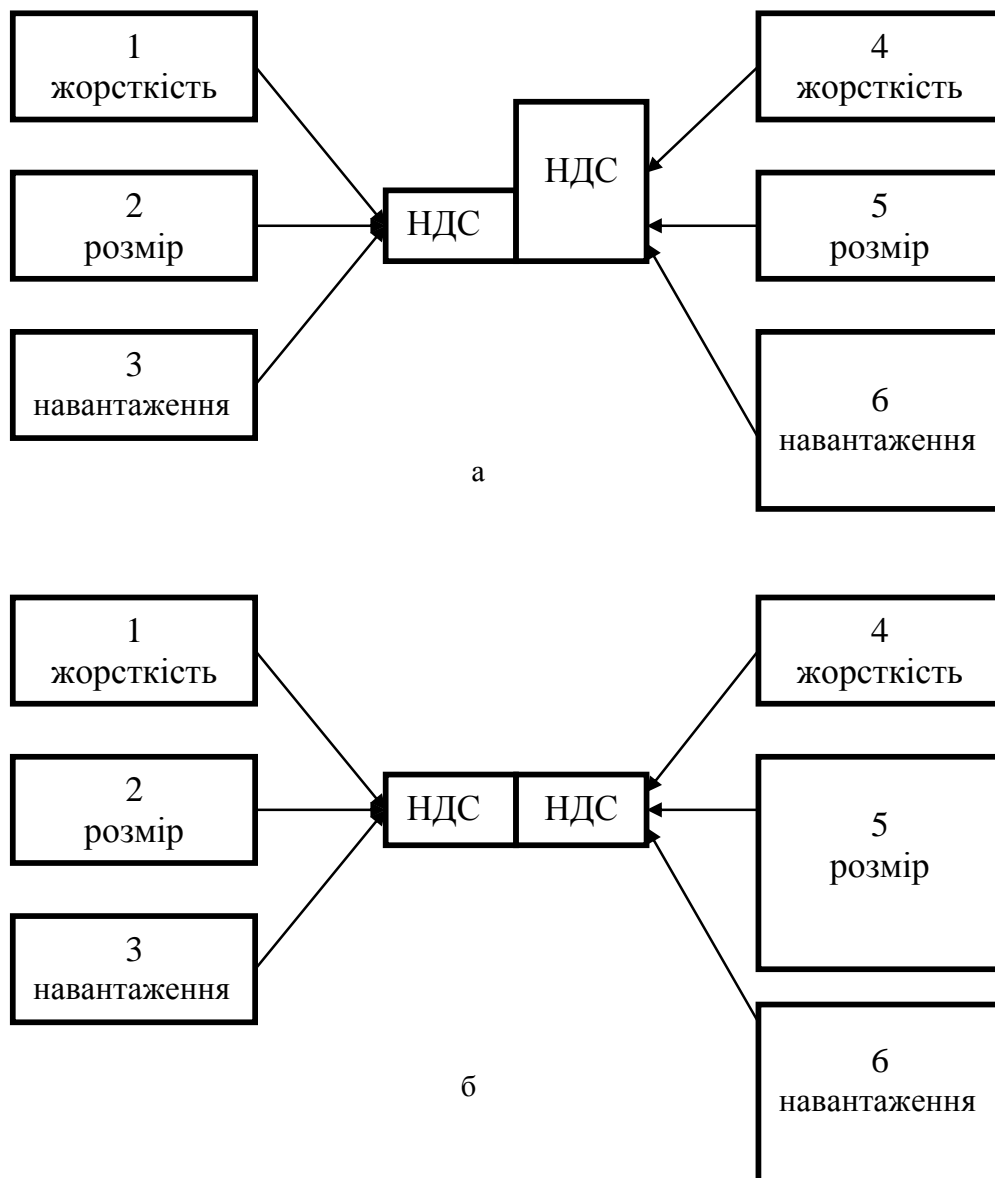 1
жорсткість
2
розмір
3
навантаження
НДС
НДС
4
жорсткість
5
розмір
6
навантаження
а
1
жорсткість
2
розмір
3
навантаження
НДС
НДС
4
жорсткість
5
розмір
6
навантаження
б